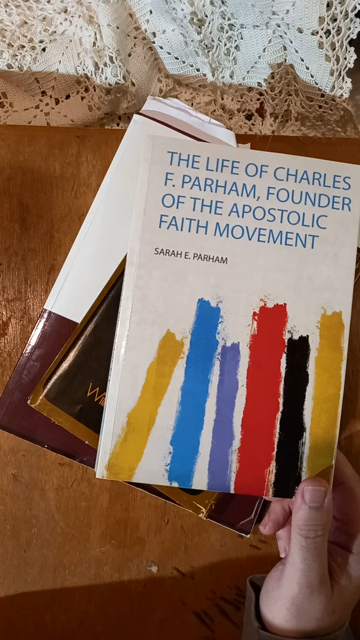 THE LIFE OF CHARLES
F. PARHAM, FOUNDER
OF THE APOSTOLIC
FAITH MOVEMENT
SARAH E. PARHAM